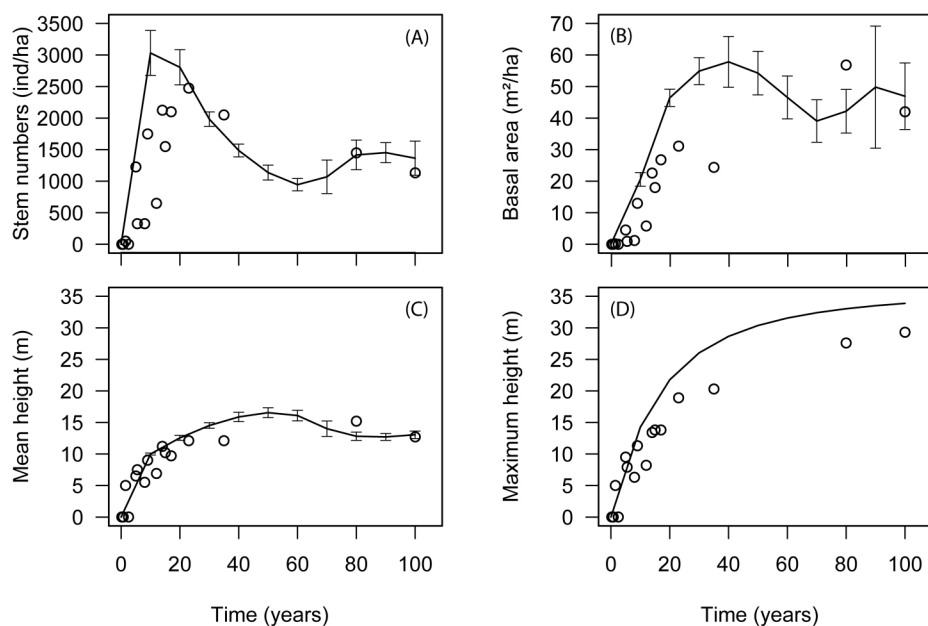 Stem numbers (ind/ha)
3500
3000
2500
2000
1500
1000
500
0
(A)
Basal area (m²/ha)
70
60
50
40
30
20
10
0
(B)
Mean height (m)
35
30
25
20
15
10
5
0
(C)
0 20 40 60 80 100
Time (years)
Maximum height (m)
35
30
25
20
15
10
5
0
(D)
0 20 40 60 80 100
Time (years)